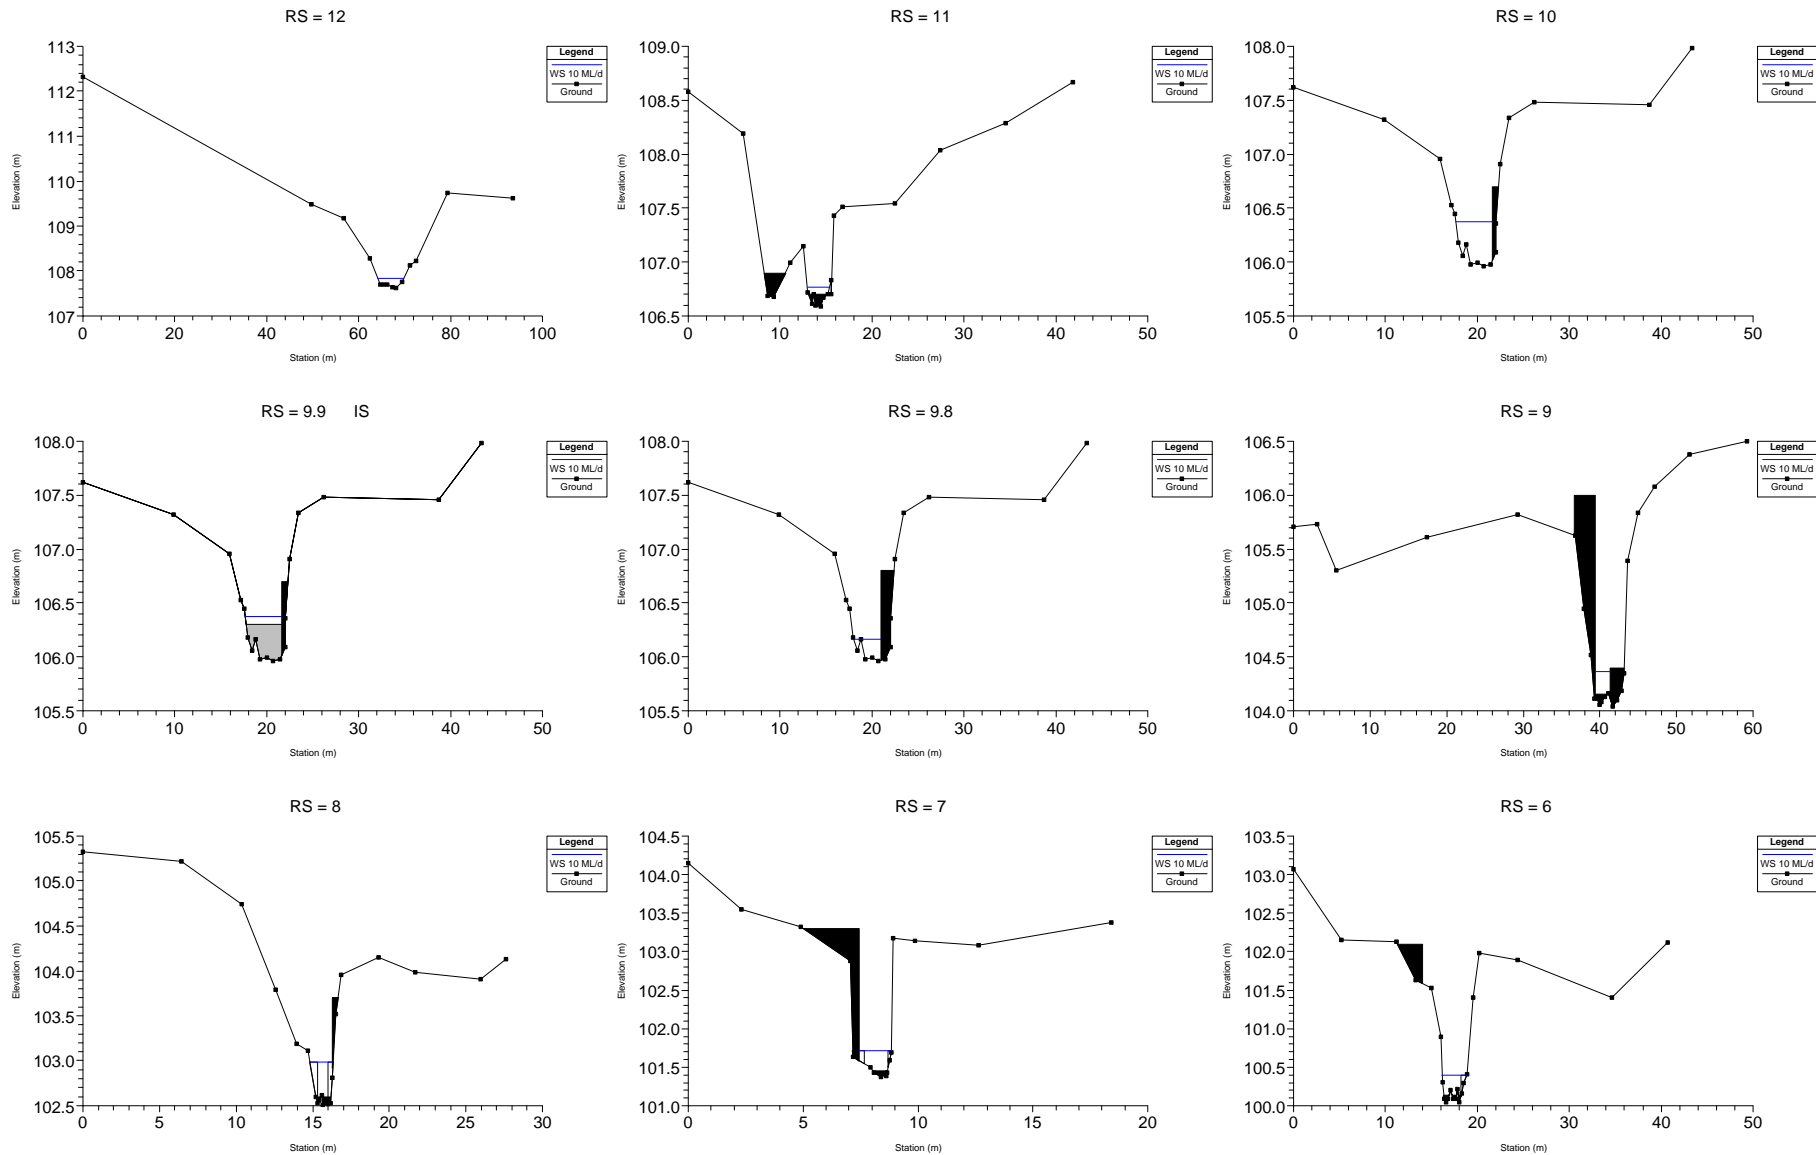 RS = 12
113
112
111
110
109
108
107
0
20
40
60
80
100
Elevation (m)
Station (m)
Legend
WS 10 ML/d
Ground
RS = 11
109.0
108.5
108.0
107.5
107.0
106.5
0
10
20
30
40
50
Elevation (m)
Station (m)
Legend
WS 10 ML/d
Ground
RS = 10
108.0
107.5
107.0
106.5
106.0
105.5
0
10
20
30
40
50
Elevation (m)
Station (m)
Legend
WS 10 ML/d
Ground
RS = 9.9 IS
108.0
107.5
107.0
106.5
106.0
105.5
0
10
20
30
40
50
Elevation (m)
Station (m)
Legend
WS 10 ML/d
Ground
RS = 9.8
108.0
107.5
107.0
106.5
106.0
105.5
0
10
20
30
40
50
Elevation (m)
Station (m)
Legend
WS 10 ML/d
Ground
RS = 9
106.5
106.0
105.5
105.0
104.5
104.0
0
10
20
30
40
50
60
Elevation (m)
Station (m)
Legend
WS 10 ML/d
Ground
RS = 8
105.5
105.0
104.5
104.0
103.5
103.0
102.5
0
5
10
15
20
25
30
Elevation (m)
Station (m)
Legend
WS 10 ML/d
Ground
RS = 7
104.5
104.0
103.5
103.0
102.5
102.0
101.5
101.0
0
5
10
15
20
Elevation (m)
Station (m)
Legend
WS 10 ML/d
Ground
RS = 6
103.5
103.0
102.5
102.0
101.5
101.0
100.5
100.0
0
10
20
30
40
50
Elevation (m)
Station (m)
Legend
WS 10 ML/d
Ground